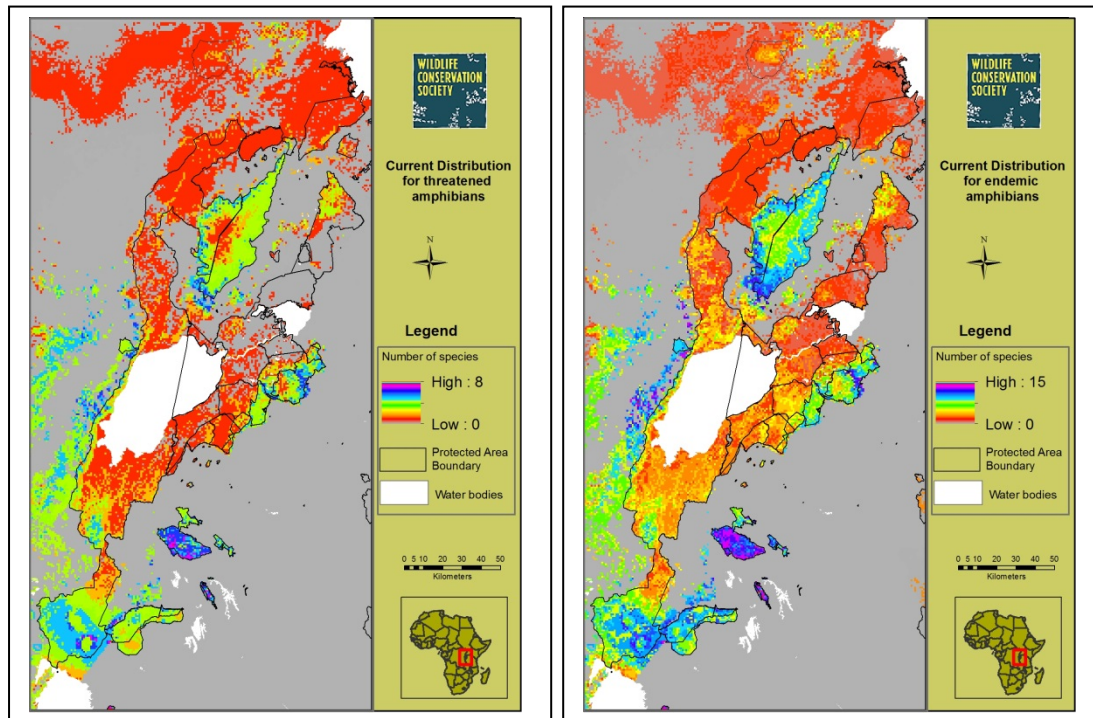 WILDLIFE
CONSERVATION
SOCIETY
Current Distribution
for threatened
amphibians
N
Legend
Number of species
High : 8
Low : 0
Protected Area
Boundary
Water bodies
0 5 10 20 30 40 50
Kilometers
WILDLIFE
CONSERVATION
SOCIETY
Current Distribution
for endemic
amphibians
N
Legend
Number of species
High : 15
Low : 0
Protected Area
Boundary
Water bodies
0 5 10 20 30 40 50
Kilometers